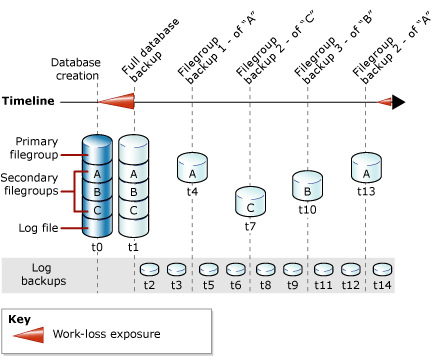 Database
creation
Full database
backup
Filegroup
backup 1 - of "A"
Filegroup
backup 2 - of "C"
Filegroup
backup 3 - of "B"
Filegroup
backup 2 - of "A"
Timeline
Primary
filegroup
Secondary
filegroups
Log file
A
B
C
A
B
C
A
C
B
A
t0
t1
t4
t7
t10
t13
Log
backups
t2
t3
t5
t6
t8
t9
t11
t12
t14
Key
Work-loss exposure